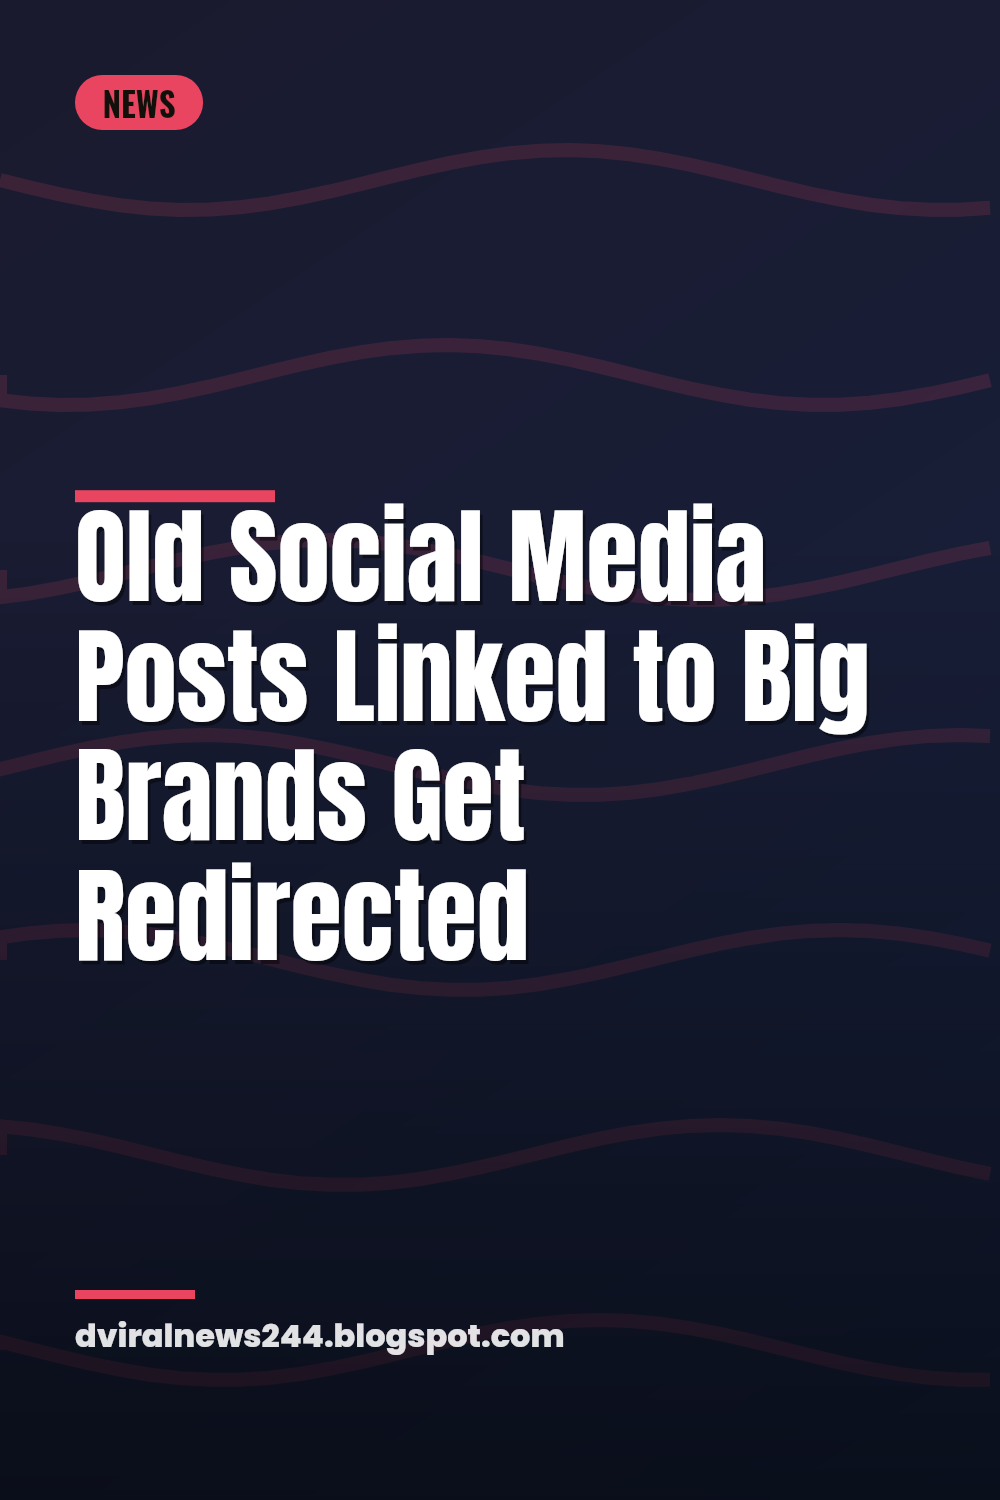 NEWS
Old Social Media
Posts Linked to Big
Brands Get
Redirected
dviralnews244.blogspot.com